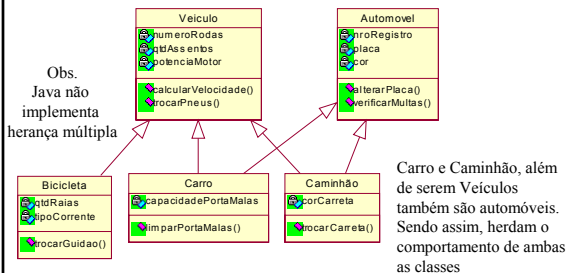 Veiculo
numeroRodas
qtdAssentos
potenciaMotor
calcularVelocidade()
trocarPneus()
Automovel
nroRegistro
placa
cor
alterarPlaca()
verificarMultas()
Obs.
Java não
implementa
herança múltipla
Bicicleta
qtdRaias
tipoCorrente
trocarGuidao()
Carro
capacidadePortaMalas
limparPortaMalas()
Caminhão
corCarreta
trocarCarreta()
Carro e Caminhão, além
de serem Veículos
também são automóveis.
Sendo assim, herdam o
comportamento de ambas
as classes